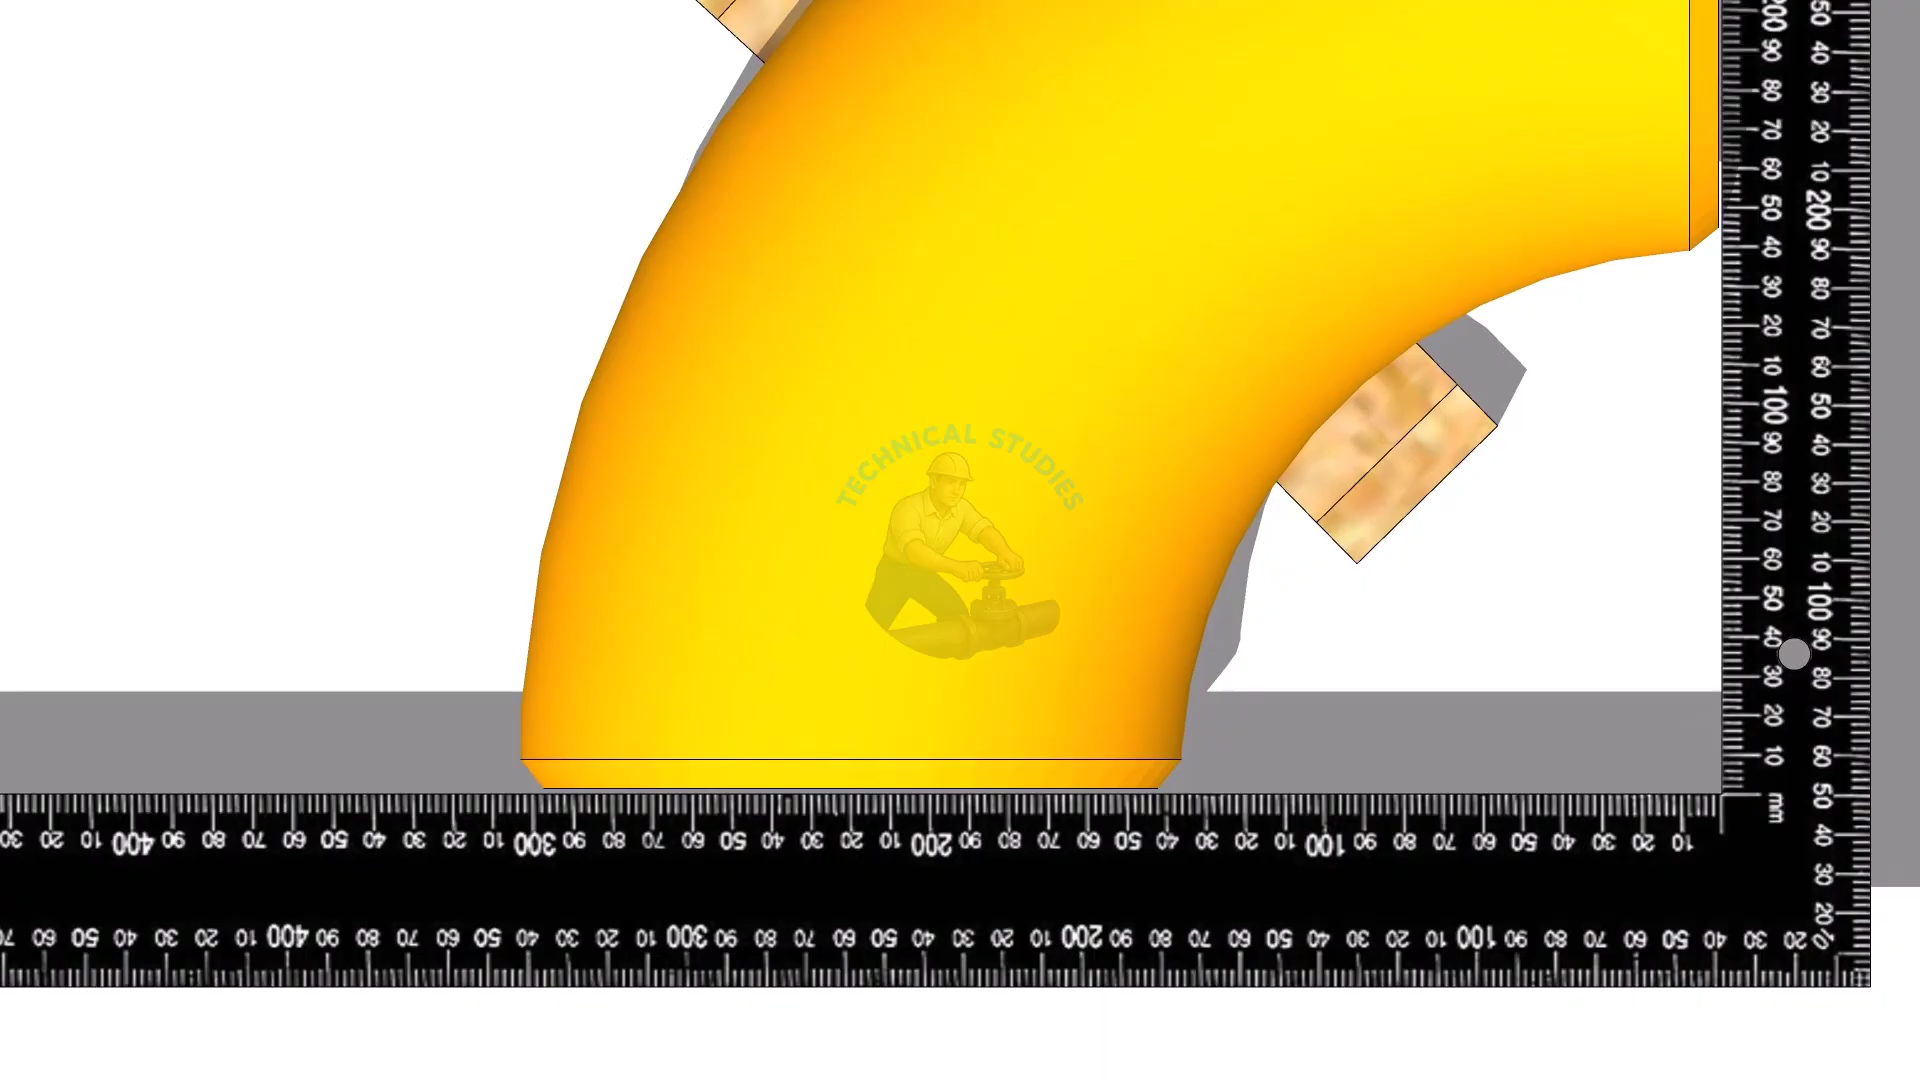 TECHNICAL STUDIES
200 90 80 70 60 50 40 30 20 10 100 90 80 70 60 50 40 30 20 10 mm
50 40 30 20 10 200 90 80 70 60 50 40 30 20 10 100 90 80 70 60 50 40 30 20 10
30 20 10 400 90 80 70 60 50 40 30 20 10 300 90 80 70 60 50 40 30 20 10 200 90 80 70 60 50 40 30 20 10 100 90 80 70 60 50 40 30 20 10
70 60 50 40 30 20 10 400 90 80 70 60 50 40 30 20 10 300 90 80 70 60 50 40 30 20 10 200 90 80 70 60 50 40 30 20 10 100 90 80 70 60 50 40 30 20